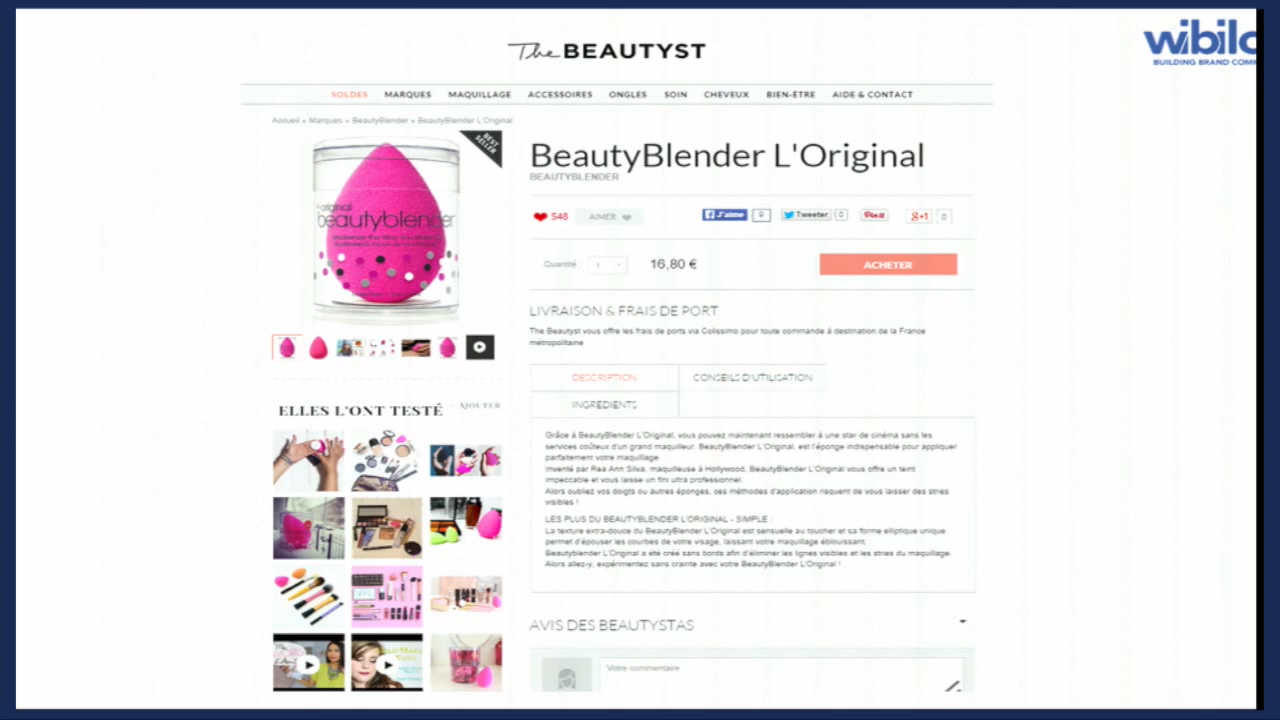 wibilo
BUILDING BRAND COMM
The BEAUTYST
SOLDES MARQUES MAQUILLAGE ACCESSOIRES ONGLES SOIN CHEVEUX BIEN-ÊTRE AIDE & CONTACT
Accueil » Marques » BeautyBlender » BeautyBlender L'Original
BEST SELLER
original
beautyblender
BeautyBlender L'Original
BEAUTYBLENDER
548 AIMER J'aime 0 Tweeter 0 Pinit g+1 0
Quantité : 1 16,80 € ACHETER
LIVRAISON & FRAIS DE PORT
The Beautyst vous offre les frais de ports via Colissimo pour toute commande à destination de la France
métropolitaine
DESCRIPTION CONSEILS D'UTILISATION
INGRÉDIENTS
Grâce à BeautyBlender L'Original, vous pouvez maintenant ressembler à une star de cinéma sans les
services coûteux d'un grand maquilleur. BeautyBlender L'Original, est l'éponge indispensable pour appliquer
parfaitement votre maquillage.
Inventé par Rea Ann Silva, maquilleuse à Hollywood, BeautyBlender L'Original vous offre un teint
impeccable et vous laisse un fini ultra professionnel.
Alors oubliez vos doigts ou autres éponges, ces méthodes d'application risquent de vous laisser des stries
visibles !
LES PLUS DU BEAUTYBLENDER L'ORIGINAL - SIMPLE :
La texture extra-douce du BeautyBlender L'Original est sensuelle au toucher et sa forme elliptique unique
permet d'épouser les courbes de votre visage, laissant votre maquillage éblouissant.
Beautyblender L'Original a été créé sans bords afin d'éliminer les lignes visibles et les stries du maquillage.
Alors allez-y, expérimentez sans crainte avec votre BeautyBlender L'Original !
ELLES L'ONT TESTÉ AJOUTER
AVIS DES BEAUTYSTAS
Votre commentaire